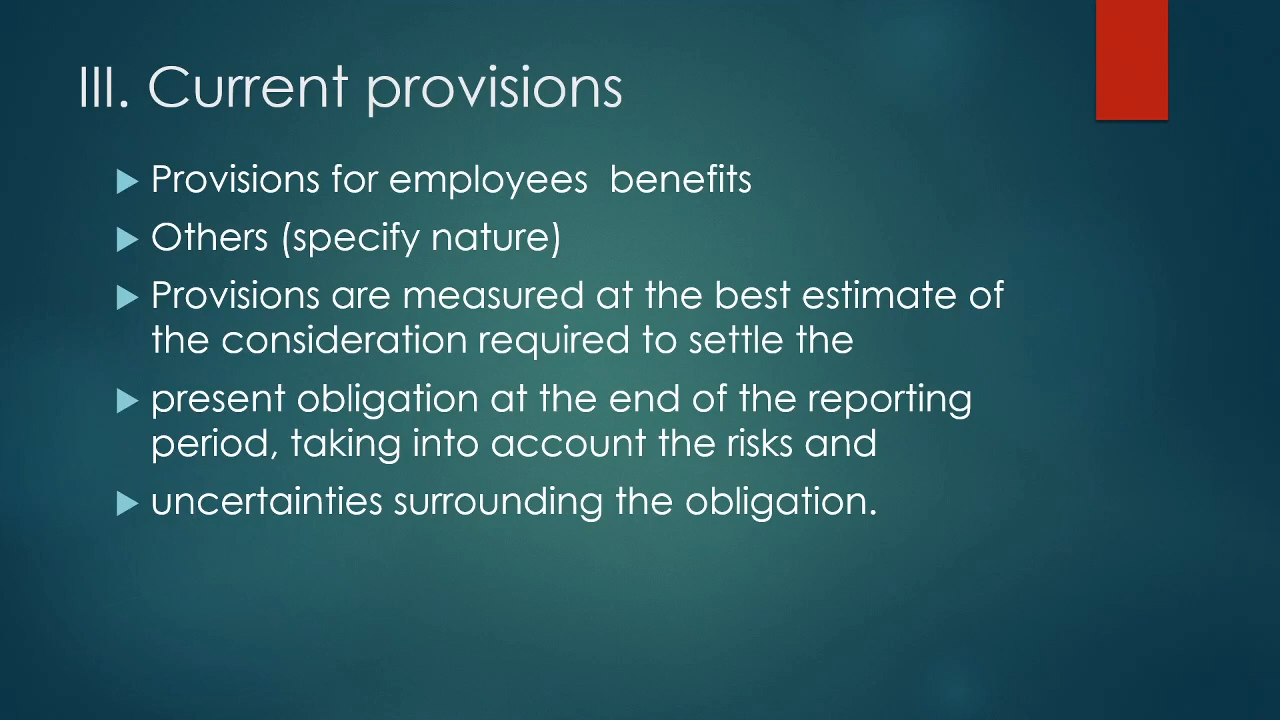 III. Current provisions
Provisions for employees  benefits
Others (specify nature)
Provisions are measured at the best estimate of
the consideration required to settle the
present obligation at the end of the reporting
period, taking into account the risks and
uncertainties surrounding the obligation.